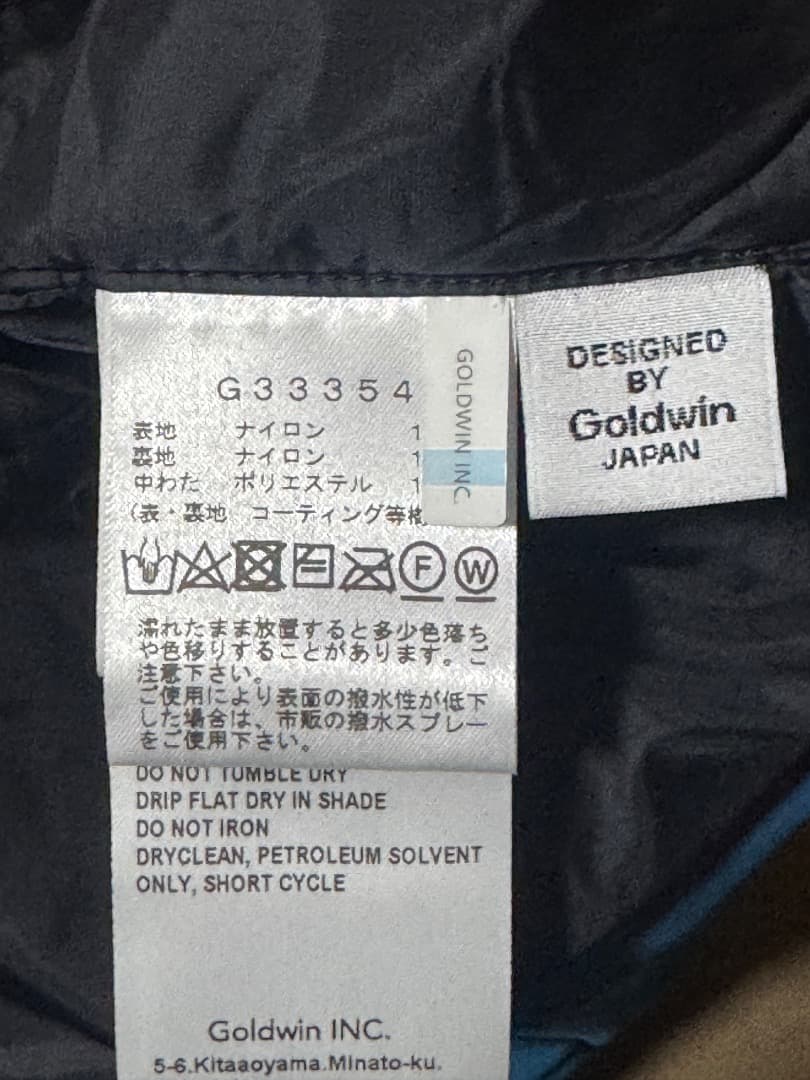 G33354
表地 ナイロン 1
裏地 ナイロン 1
中わた ポリエステル 1
(表・裏地 コーティング等樹
F W
濡れたまま放置すると多少色落ち
や色移りすることがあります。ご
注意下さい。
ご使用により表面の撥水性が低下
した場合は、市販の撥水スプレー
をご使用下さい。
DO NOT TUMBLE DRY
DRIP FLAT DRY IN SHADE
DO NOT IRON
DRYCLEAN, PETROLEUM SOLVENT
ONLY, SHORT CYCLE
Goldwin INC.
5-6.Kitaaoyama.Minato-ku.
GOLDWIN INC.
DESIGNED
BY
Goldwin
JAPAN